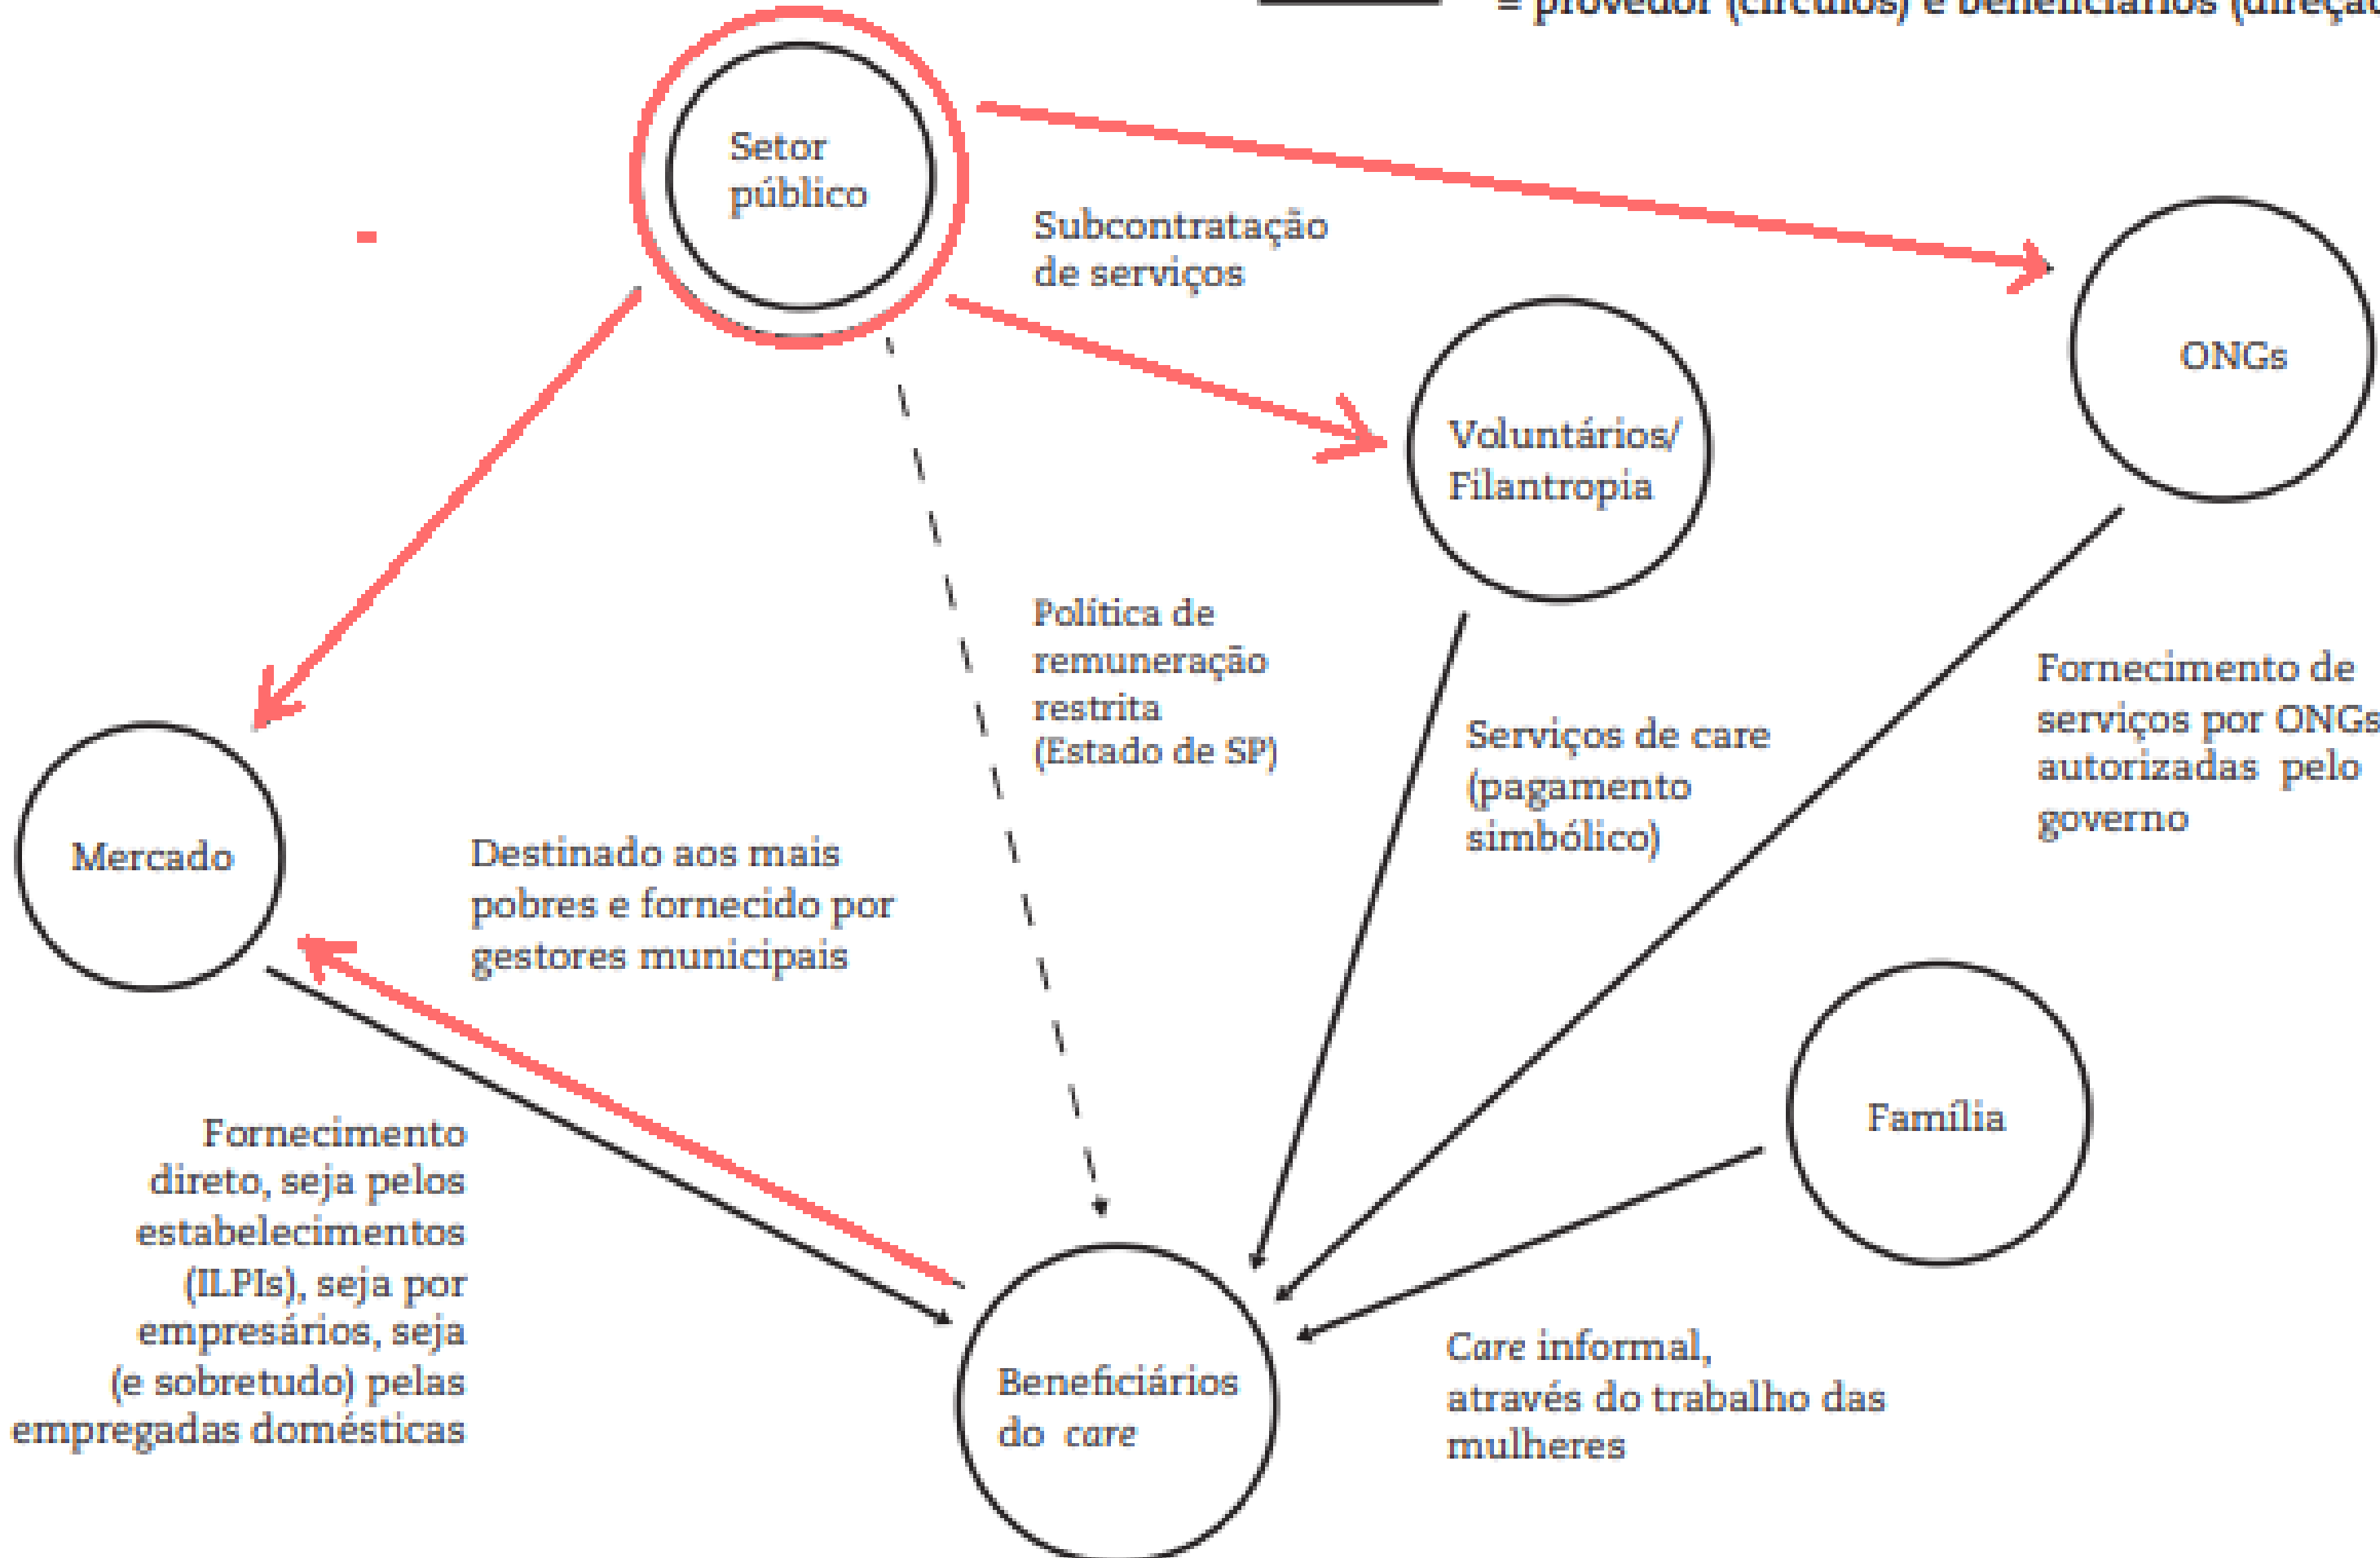 = provedor (círculos) e beneficiários
Setor
público
Subcontratação
de serviços
ONGs
Voluntários/
Filantropia
Política de
remuneração
restrita
(Estado de SP)
Fornecimento de
serviços por ONGs
autorizadas pelo
governo
Serviços de care
(pagamento
simbólico)
Mercado
Destinado aos mais
pobres e fornecido por
gestores municipais
Família
Fornecimento
direto, seja pelos
estabelecimentos
(ILPIs), seja por
empresários, seja
(e sobretudo) pelas
empregadas domésticas
Beneficiários
do care
Care informal,
através do trabalho das
mulheres